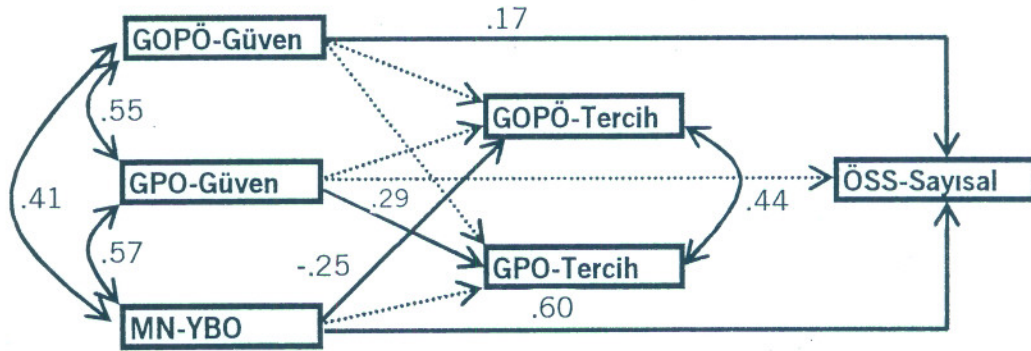 .17
GOPÖ-Güven
GOPÖ-Tercih
.55
GPO-Güven
ÖSS-Sayısal
.41
.29
.44
.57
-.25
GPO-Tercih
MN-YBO
.60